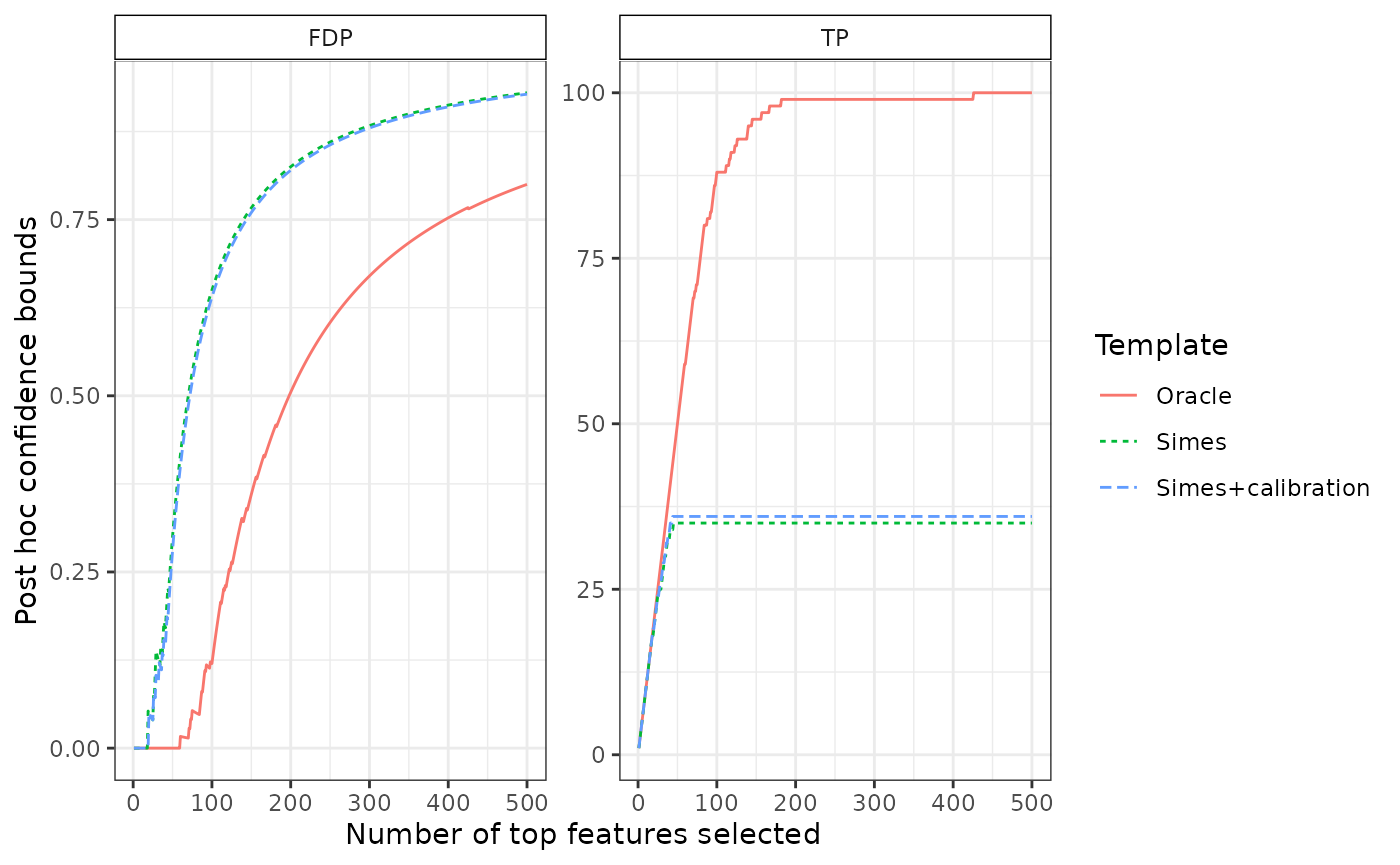 FDP
TP
Post hoc confidence bounds
0.75
0.50
0.25
0.00
100
75
50
25
0
0 100 200 300 400 500
0 100 200 300 400 500
Number of top features selected
Template
Oracle
Simes
Simes+calibration